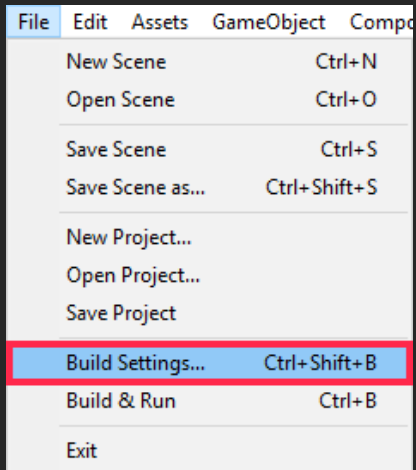 File Edit Assets GameObject Compo
New Scene Ctrl+N
Open Scene Ctrl+O
Save Scene Ctrl+S
Save Scene as... Ctrl+Shift+S
New Project...
Open Project...
Save Project
Build Settings... Ctrl+Shift+B
Build & Run Ctrl+B
Exit